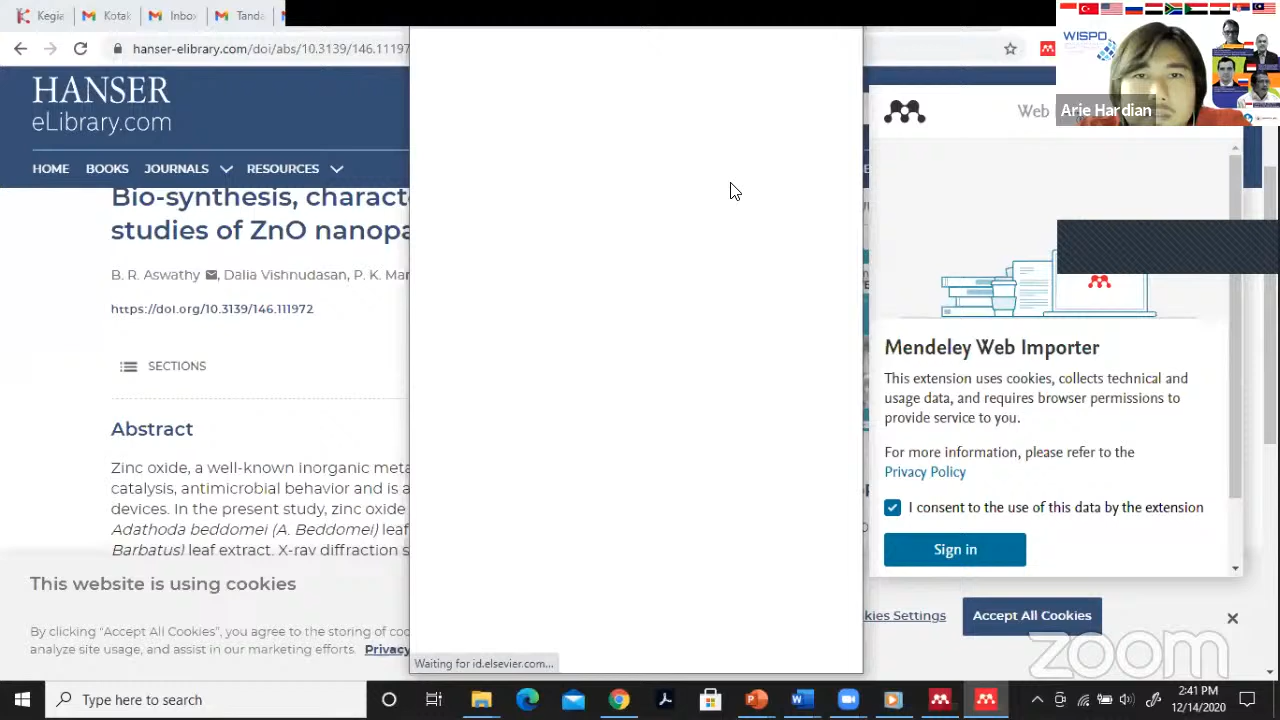 Kegia
Kotak
Inbox
Tanda
hanser-elibrary.com/doi/abs/10.3139/146.11197
WISPO
Arie Hardian
HANSER
eLibrary.com
Web
HOME BOOKS JOURNALS RESOURCES
Bio-synthesis, charact
studies of ZnO nanopa
B. R. Aswathy , Dalia Vishnudasan, P. K. Mar
https://doi.org/10.3139/146.111972
SECTIONS
Abstract
Zinc oxide, a well-known inorganic meta
catalysis, antimicrobial behavior and is a
devices. In the present study, zinc oxide
Adathoda beddomei (A. Beddomei) leaf
Barbatus) leaf extract. X-ray diffraction s
Mendeley Web Importer
This extension uses cookies, collects technical and
usage data, and requires browser permissions to
provide service to you.
For more information, please refer to the
Privacy Policy
I consent to the use of this data by the extension
Sign in
This website is using cookies
By clicking "Accept All Cookies", you agree to the storing of coo
analyze site usage, and assist in our marketing efforts. Privacy
kies Settings
Accept All Cookies
Waiting for id.elsevier.com...
zoom
Type here to search
2:41 PM
12/14/2020